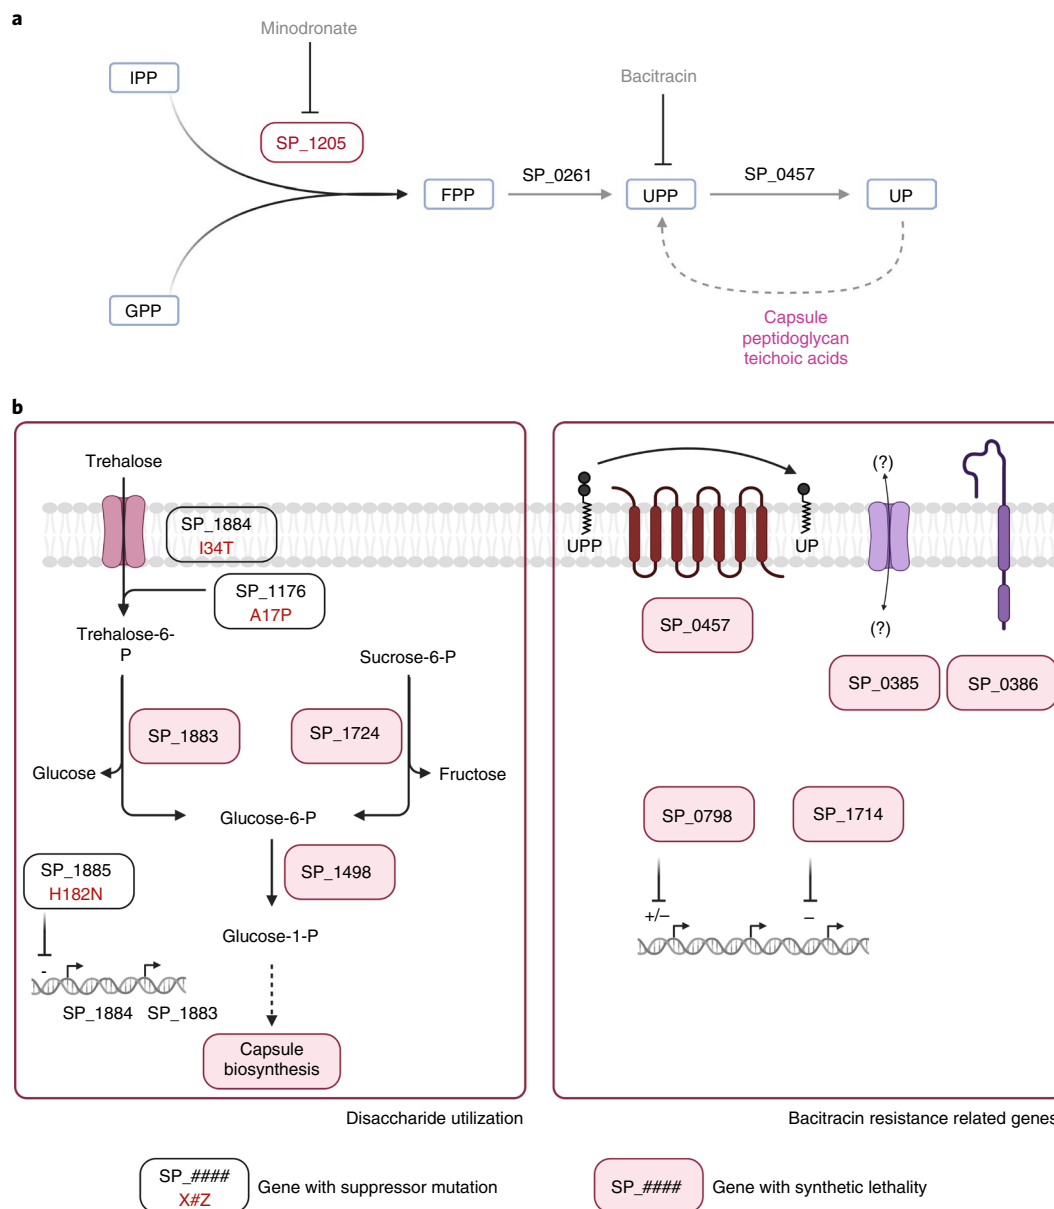 a
Minodronate
IPP
Bacitracin
SP_1205
SP_0261
SP_0457
FPP
UPP
UP
GPP
Capsule
peptidoglycan
teichoic acids
b
Trehalose
SP_1884
I34T
SP_1176
A17P
Trehalose-6-
P
Sucrose-6-P
SP_1883
SP_1724
Glucose
Fructose
Glucose-6-P
SP_1885
H182N
SP_1498
-
Glucose-1-P
SP_1884
SP_1883
Capsule
biosynthesis
Disaccharide utilization
(?)
UPP
UP
SP_0457
(?)
SP_0385
SP_0386
SP_0798
SP_1714
+/–
–
Bacitracin resistance related genes
SP_####
X#Z
Gene with suppressor mutation
SP_####
Gene with synthetic lethality